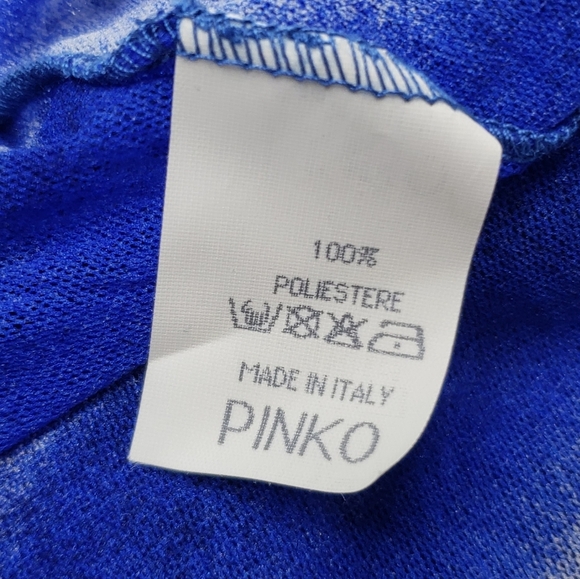 100%
POLIESTERE
MADE IN ITALY
PINKO